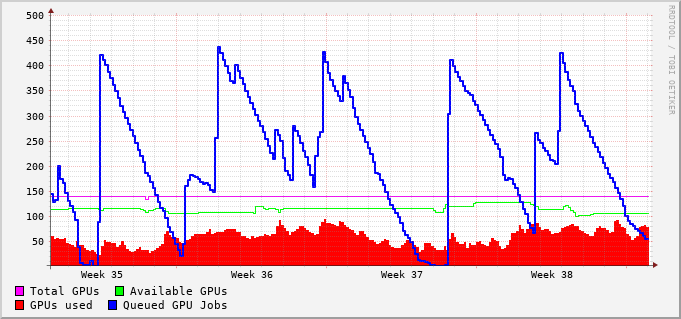 500
450
400
350
300
250
200
150
100
50
Week 35 Week 36 Week 37 Week 38
Total GPUs Available GPUs
GPUs used Queued GPU Jobs
RRDTOOL / TOBI OETIKER